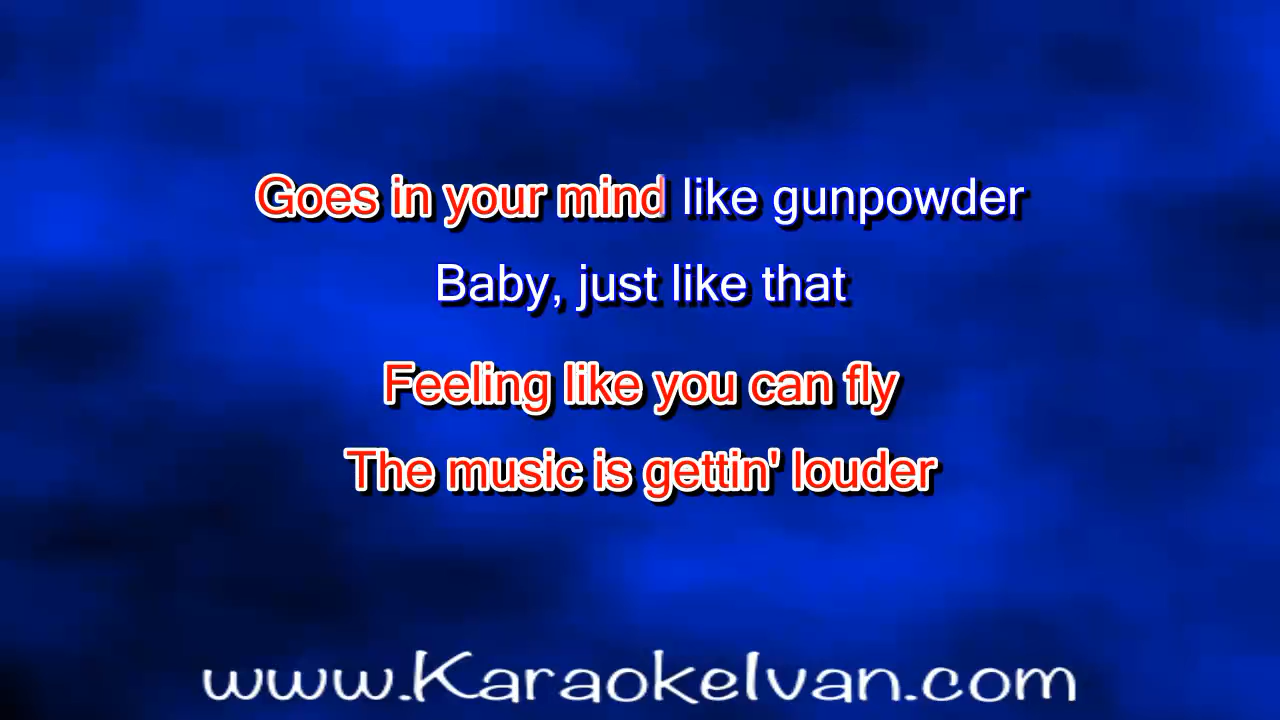 Goes in your mind like gunpowder
Baby, just like that
Feeling like you can fly
The music is gettin' louder
www.KaraokeIvan.com